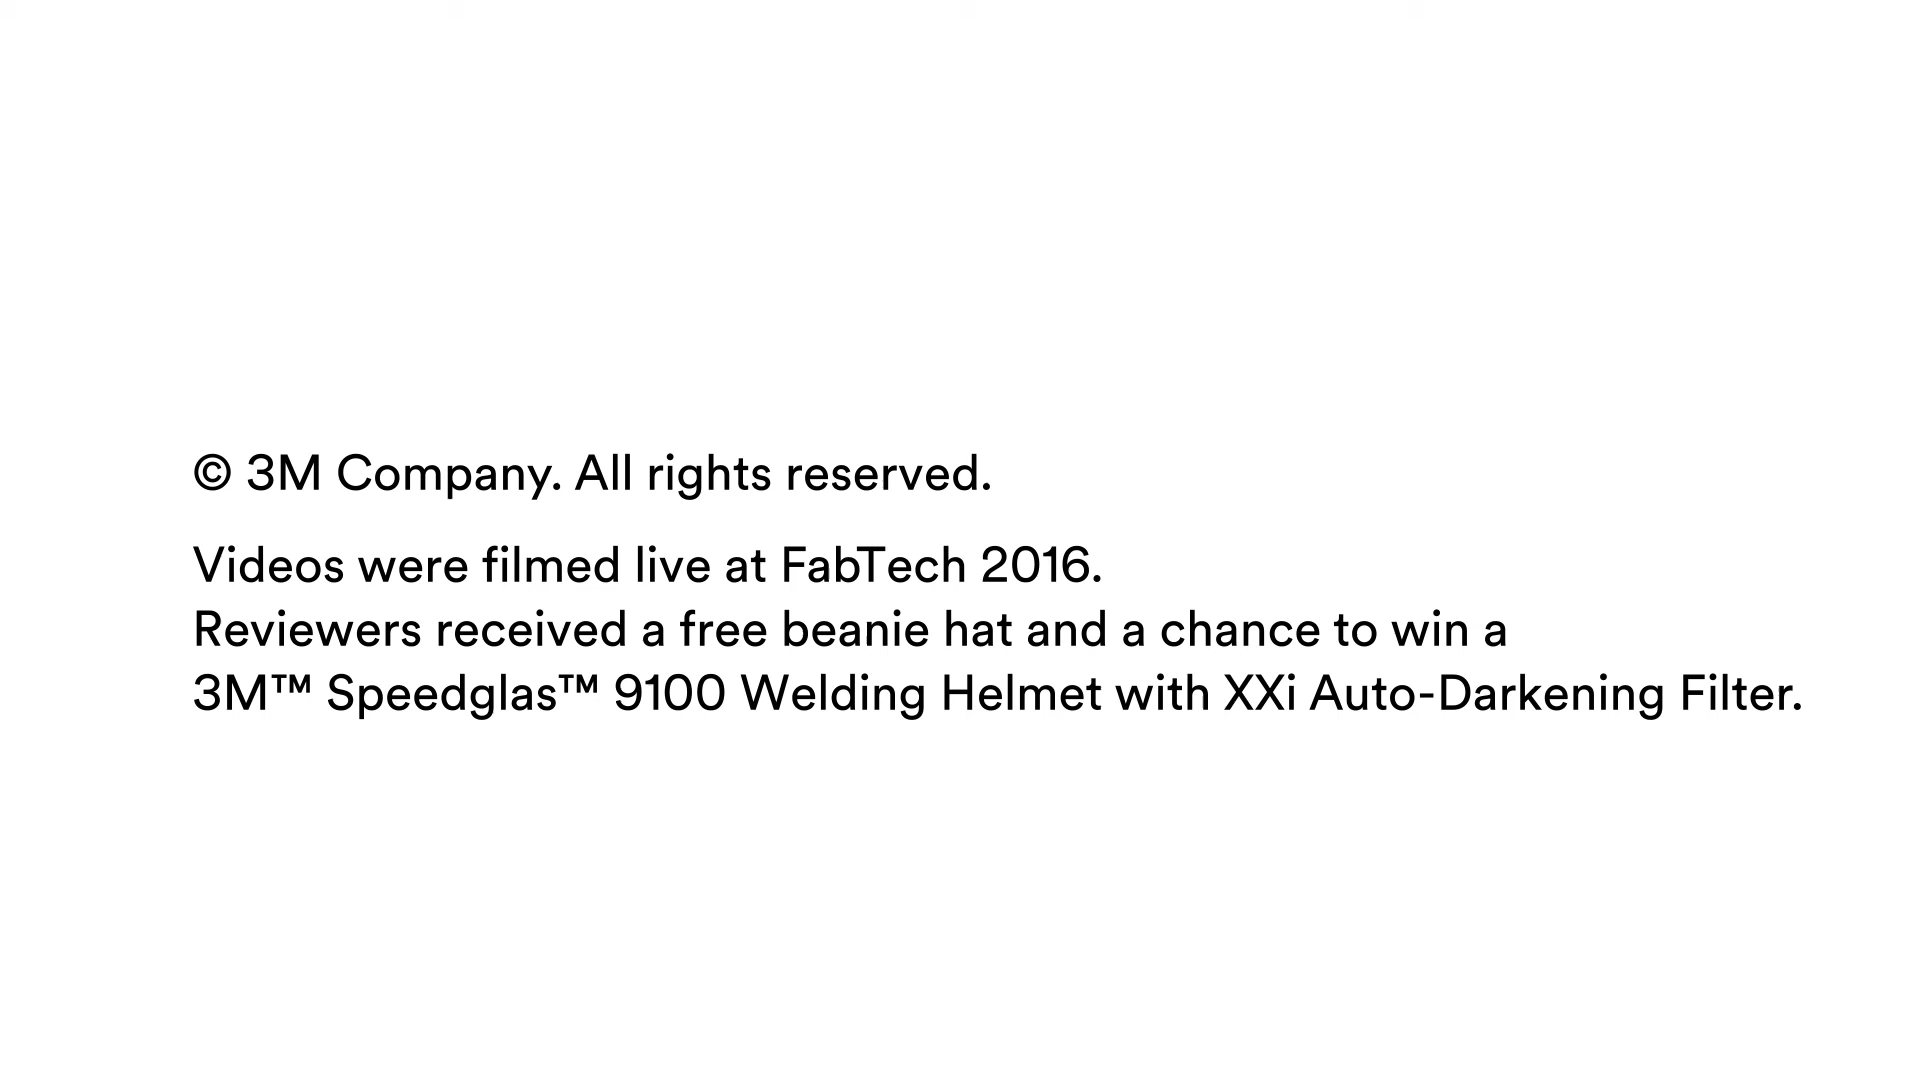 © 3M Company. All rights reserved.
Videos were filmed live at FabTech 2016.
Reviewers received a free beanie hat and a chance to win a
3M™ Speedglas™ 9100 Welding Helmet with XXi Auto-Darkening Filter.